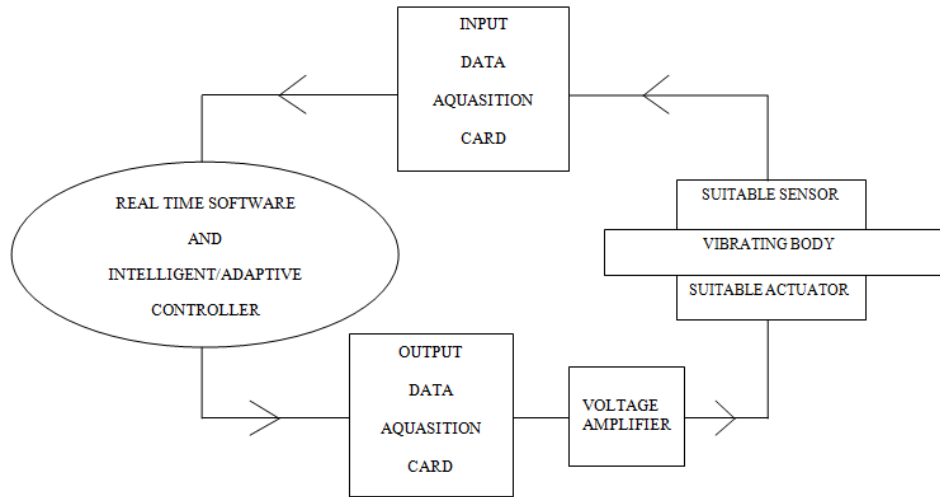 INPUT
DATA
AQUASITION
CARD
REAL TIME SOFTWARE
AND
INTELLIGENT/ADAPTIVE
CONTROLLER
SUITABLE SENSOR
VIBRATING BODY
SUITABLE ACTUATOR
OUTPUT
DATA
AQUASITION
CARD
VOLTAGE
AMPLIFIER